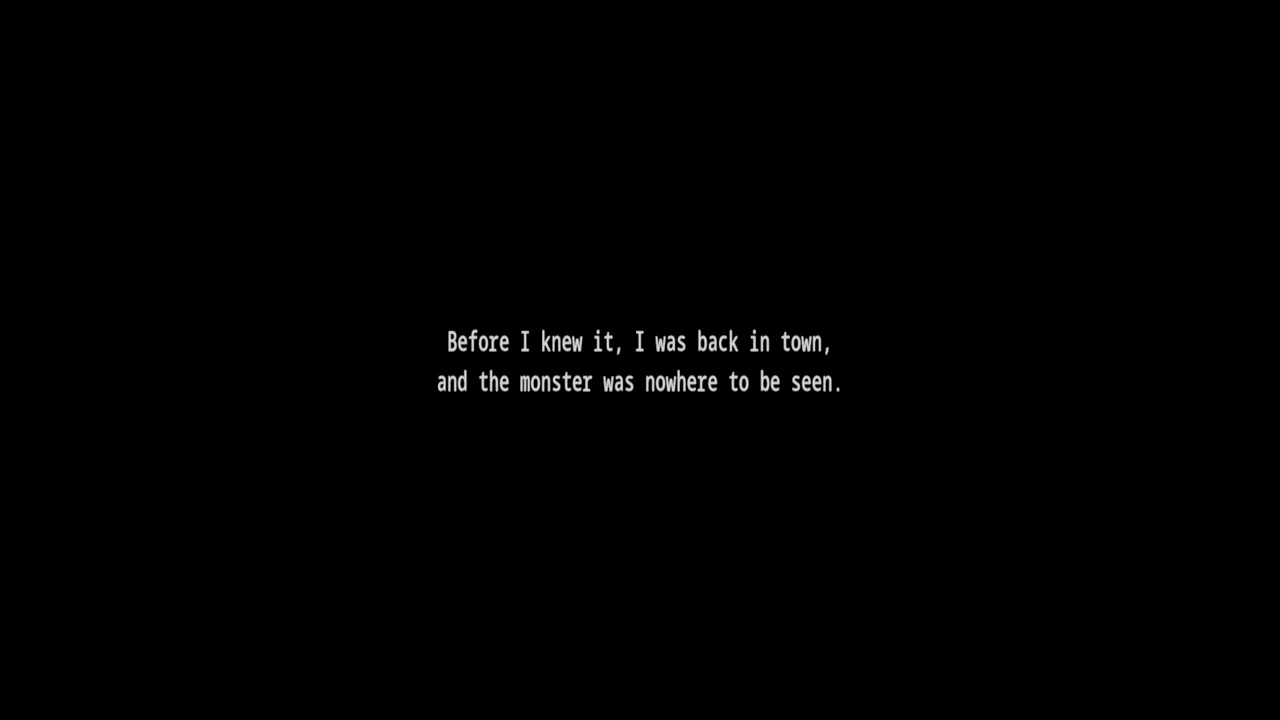 Before I knew it, I was back in town,
and the monster was nowhere to be seen.